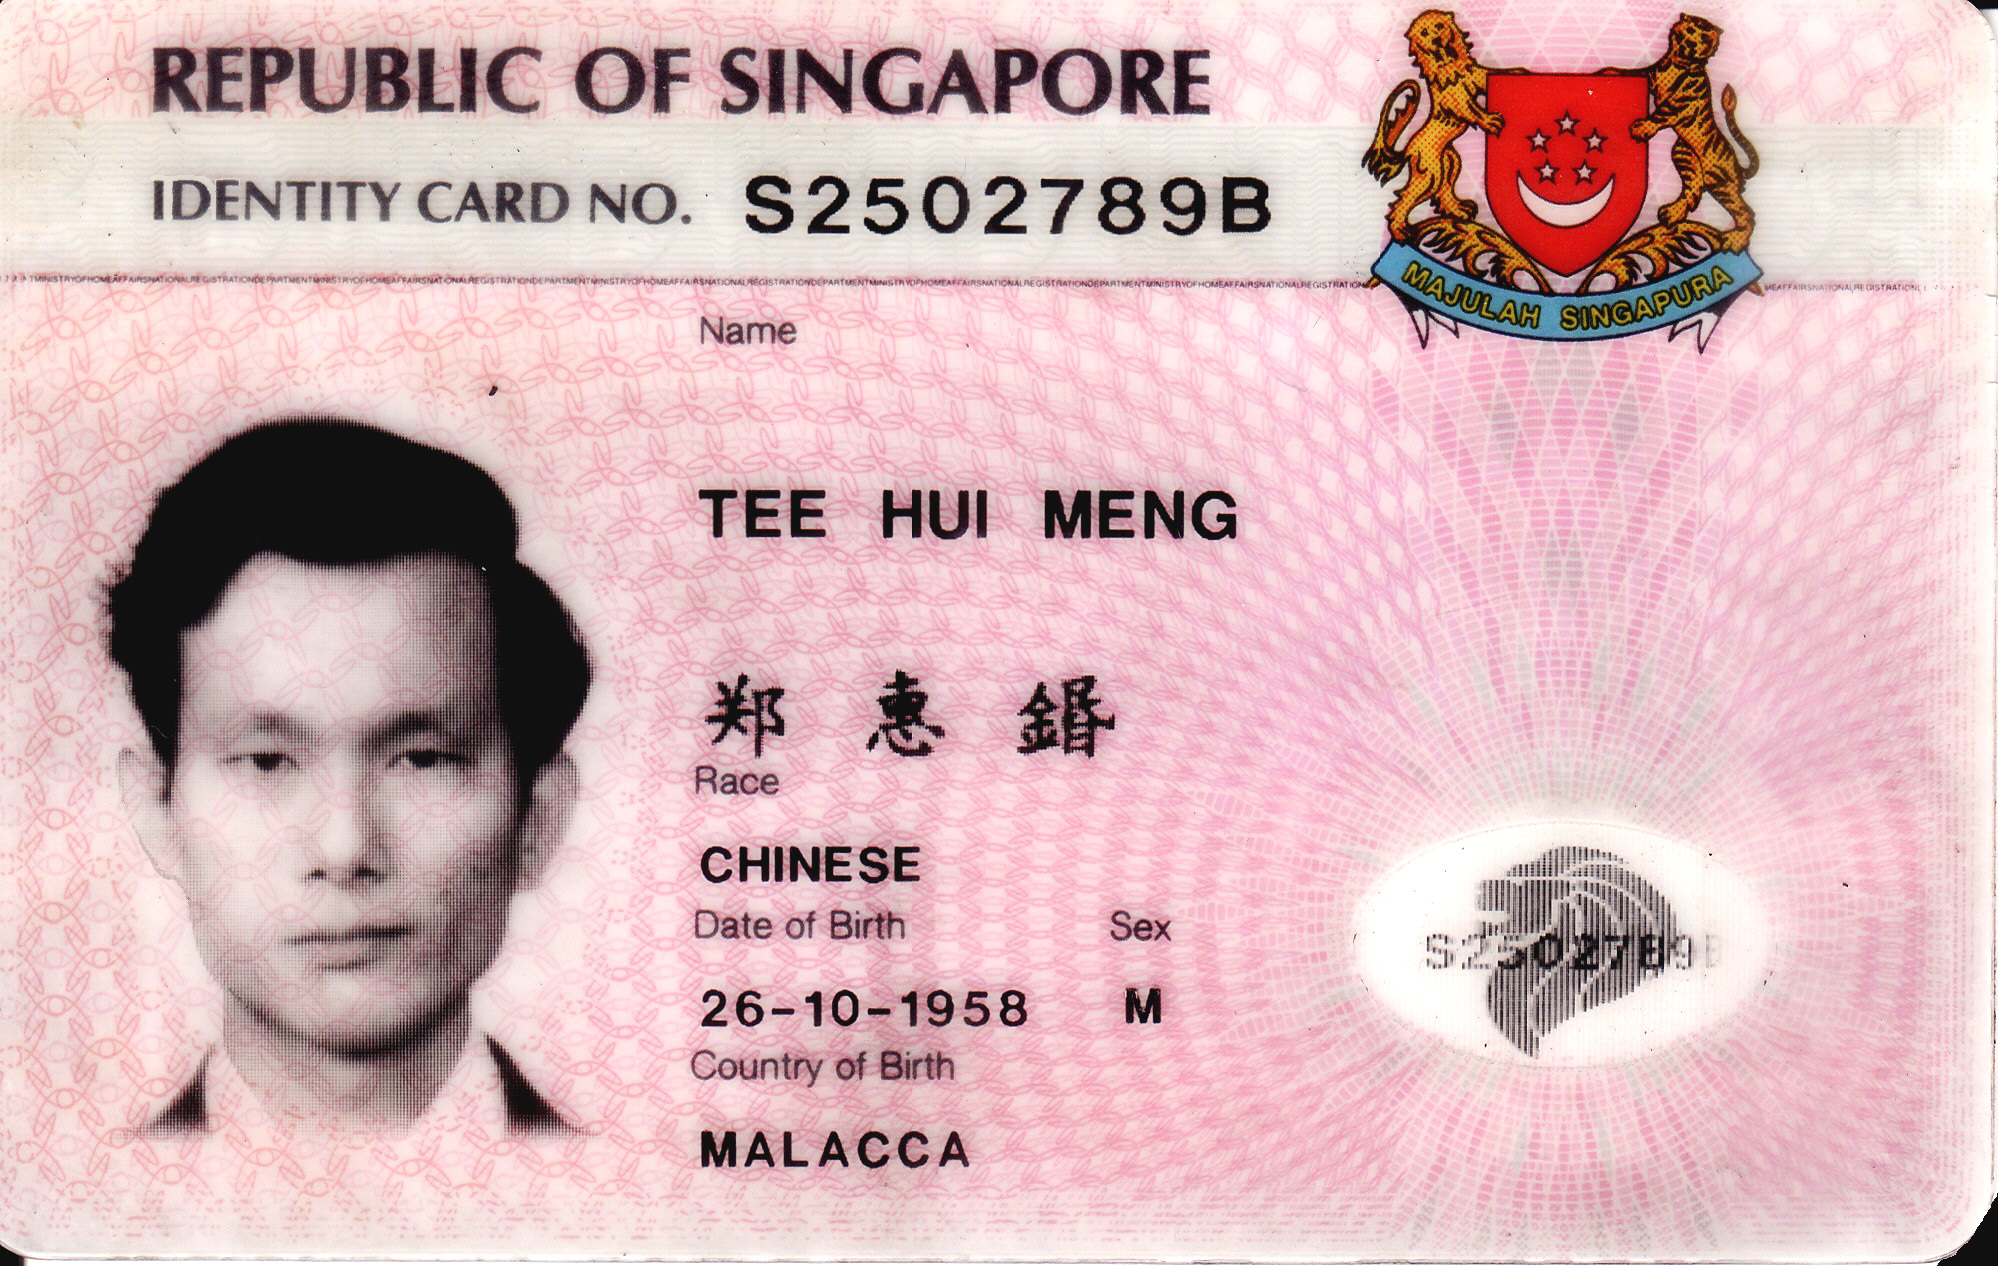 REPUBLIC OF SINGAPORE
IDENTITY CARD NO. S2502789B
MAJULAH SINGAPURA
Name
TEE HUI MENG
郑 惠 鍲
Race
CHINESE
Date of Birth Sex
26-10-1958 M
Country of Birth
MALACCA
S2502789B